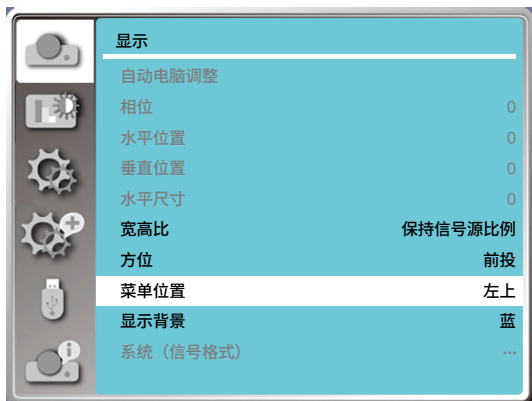 显示
自动电脑调整
相位 0
水平位置 0
垂直位置 0
水平尺寸 0
宽高比 保持信号源比例
方位 前投
菜单位置 左上
显示背景 蓝
系统（信号格式） ...